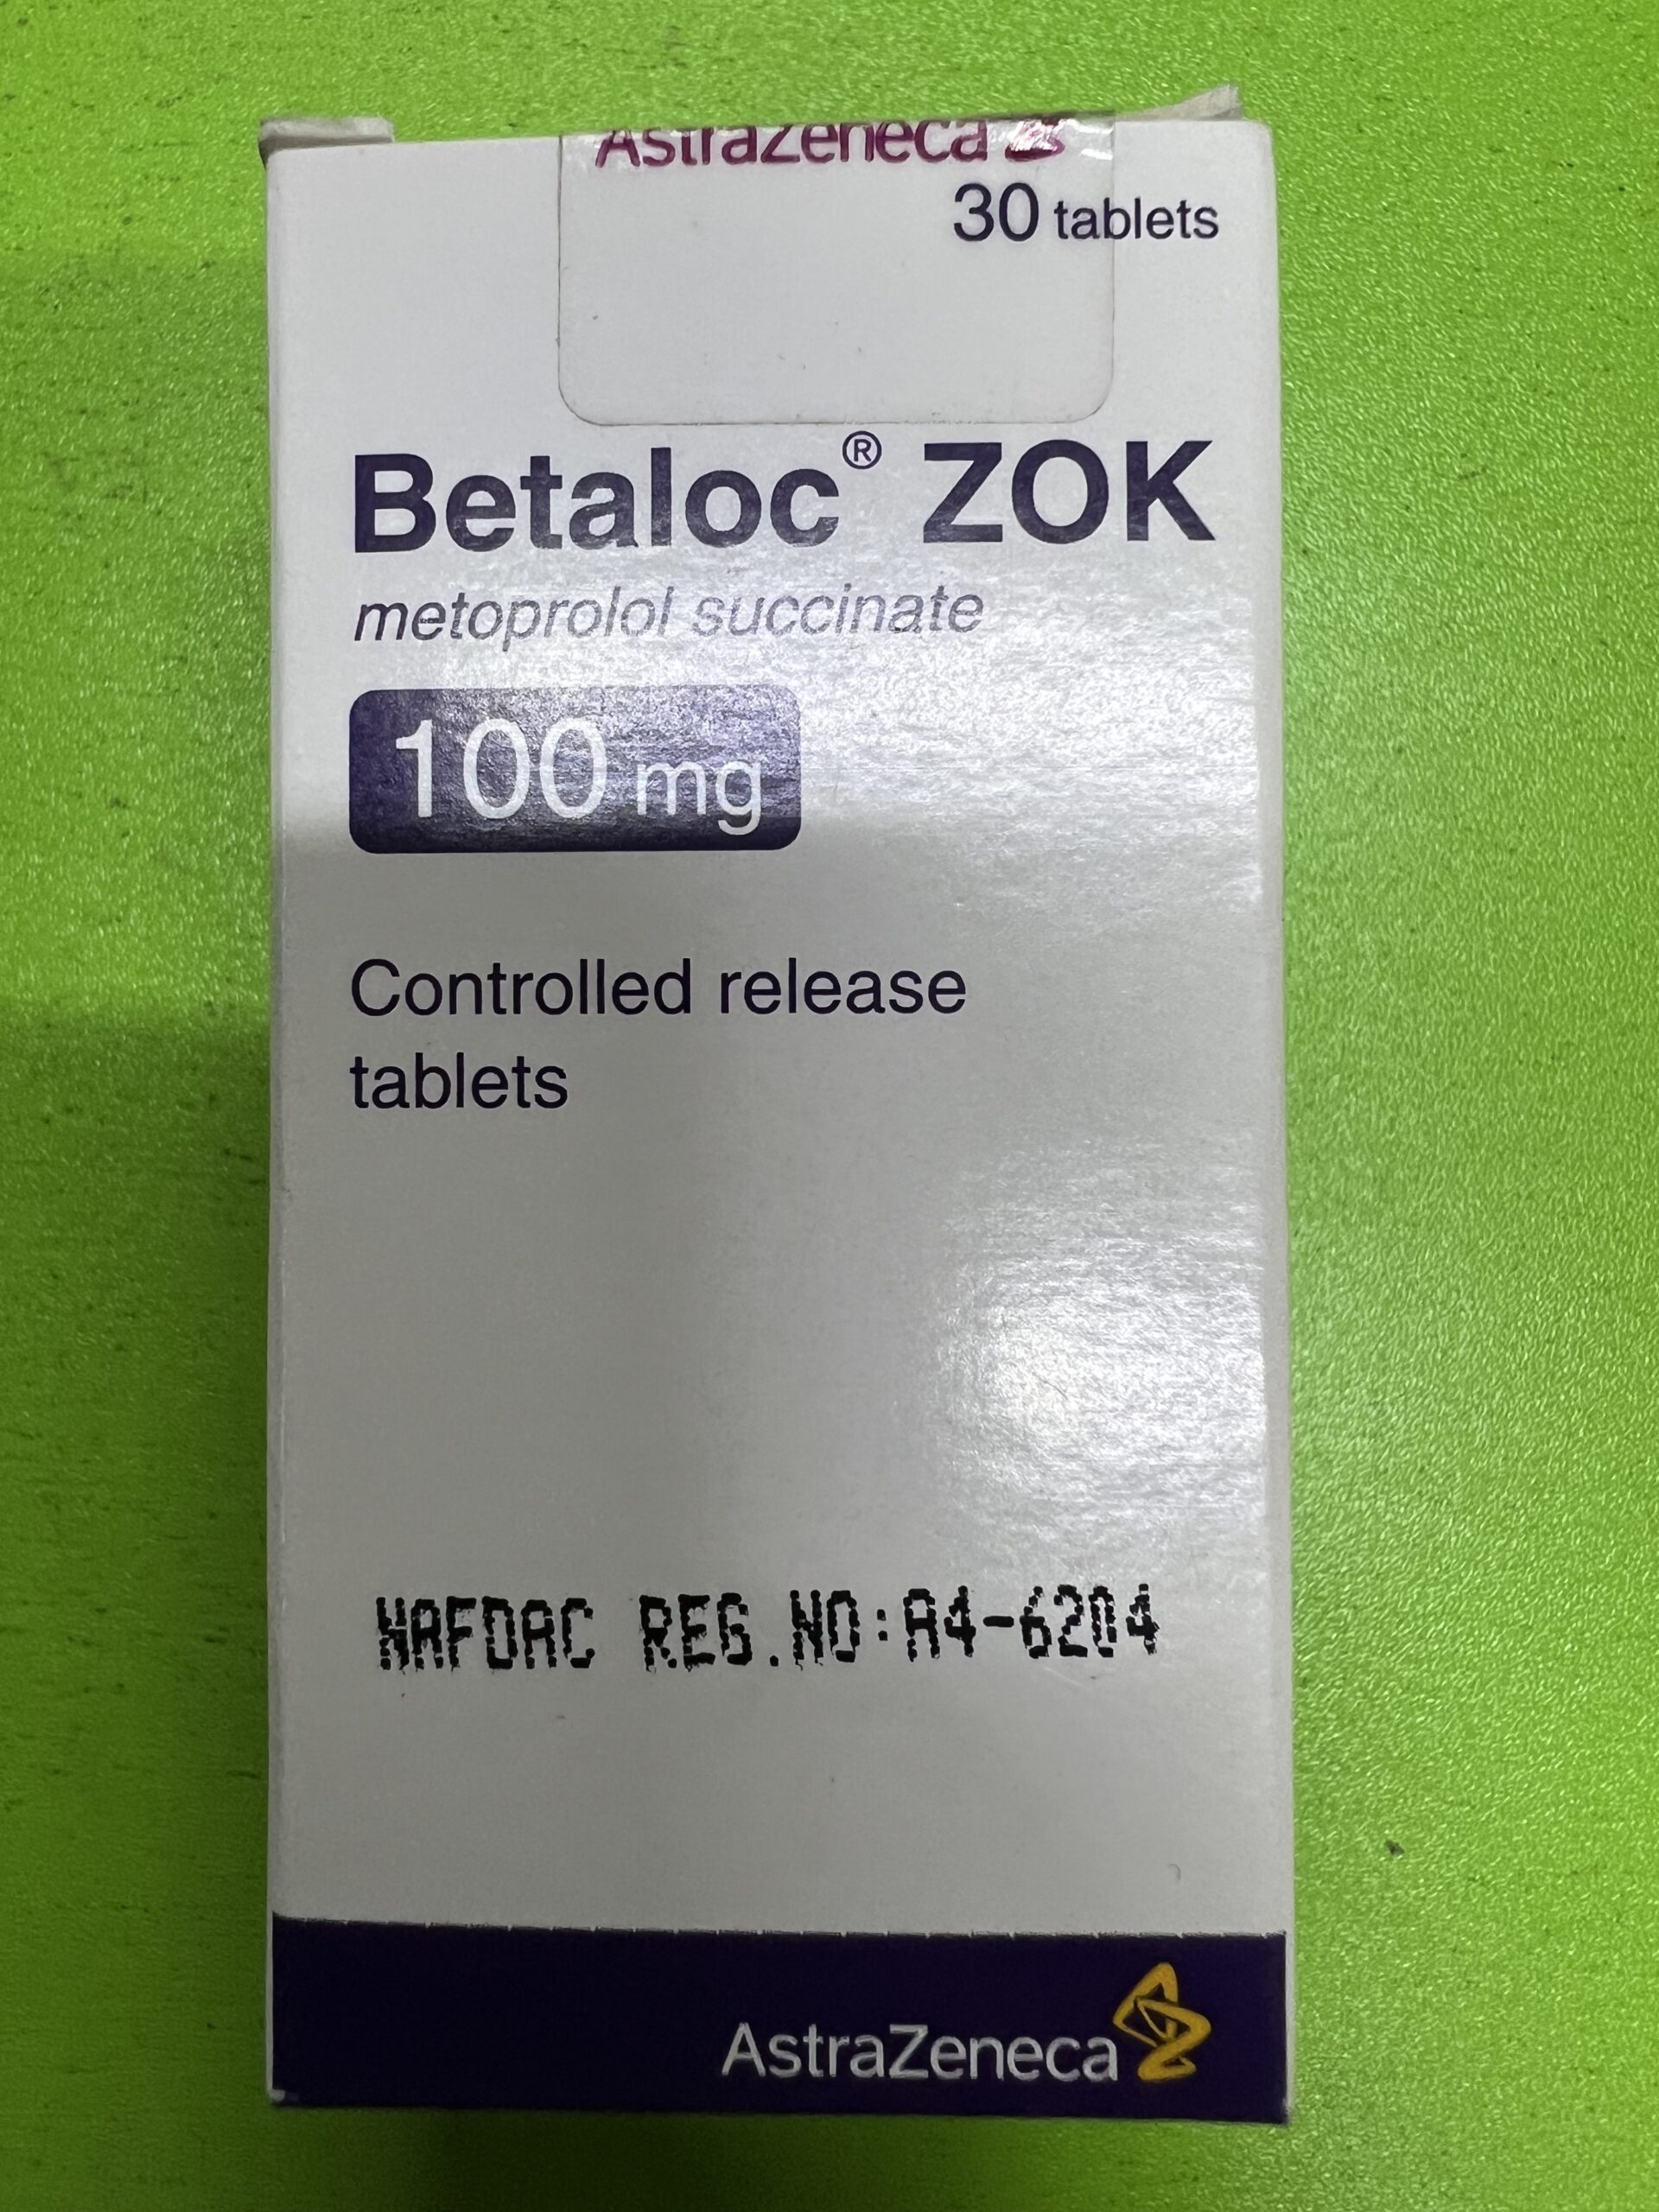 AstraZeneca
30 tablets
Betaloc® ZOK
metoprolol succinate
100 mg
Controlled release
tablets
NAFDAC REG.NO:A4-6204
AstraZeneca